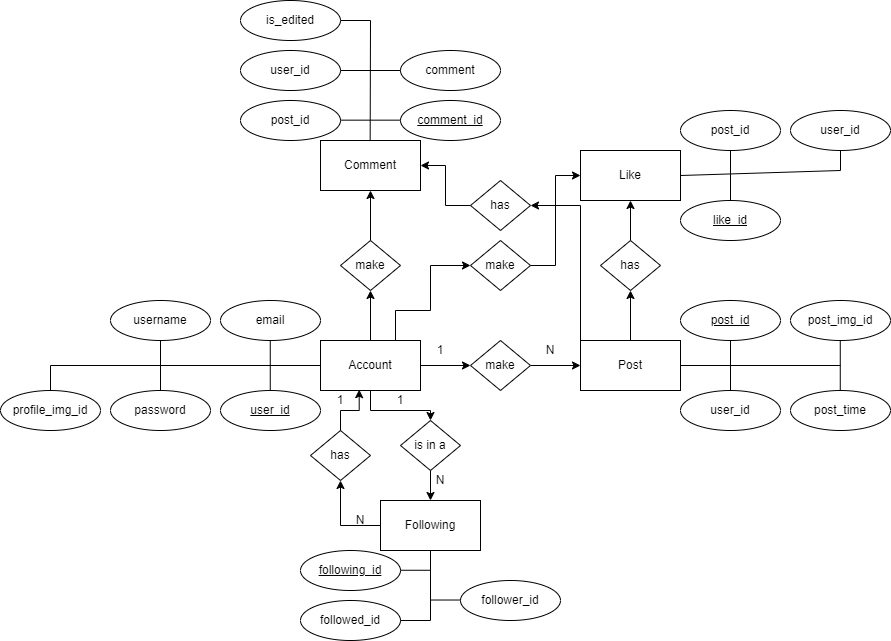 is_edited
user_id
comment
post_id
comment_id
Comment
post_id
user_id
Like
has
like_id
make
make
has
username
email
post_id
post_img_id
1
N
Account
make
Post
1
1
profile_img_id
password
user_id
user_id
post_time
has
is in a
N
N
Following
following_id
follower_id
followed_id